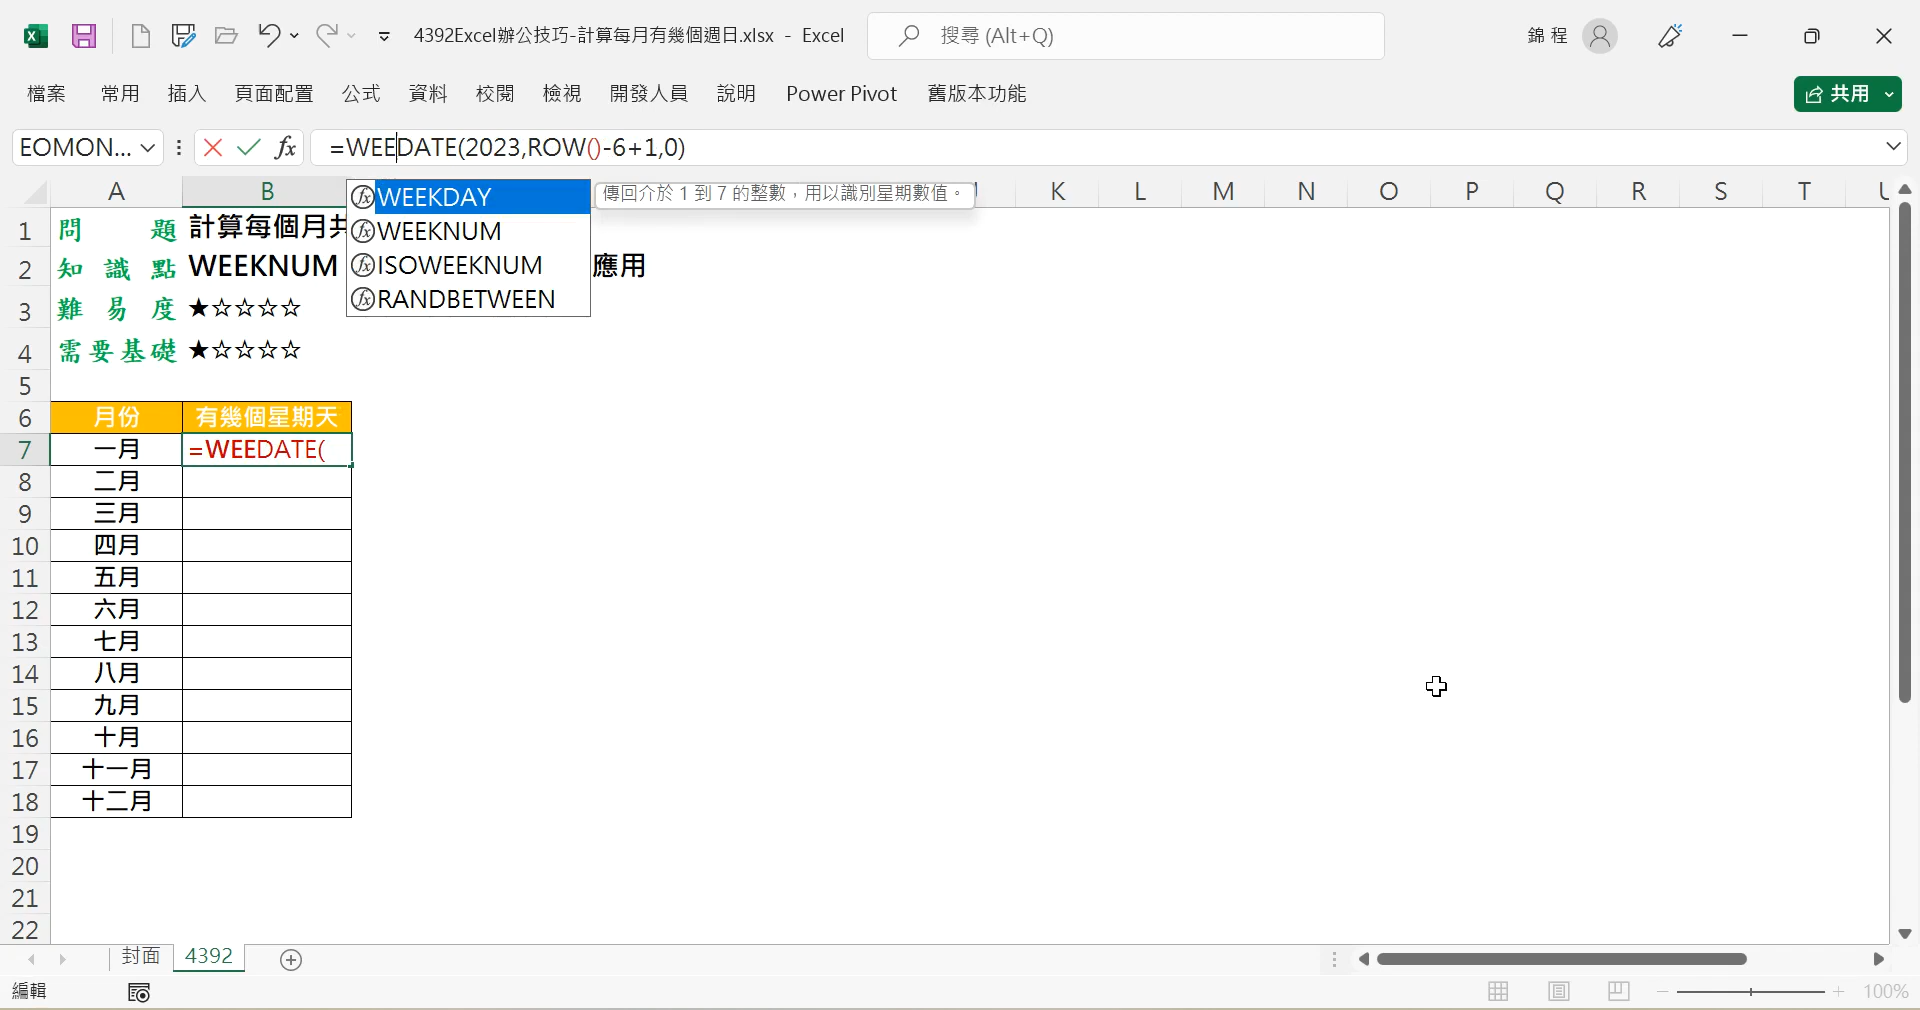 4392Excel辦公技巧-計算每月有幾個週日.xlsx - Excel
搜尋 (Alt+Q)
錦 程
檔案 常用 插入 頁面配置 公式 資料 校閱 檢視 開發人員 說明 Power Pivot 舊版本功能
共用
EOMON...
fx
=WEEDATE(2023,ROW()-6+1,0)
A B K L M N O P Q R S T
WEEKDAY
傳回介於 1 到 7 的整數，用以識別星期數值。
WEEKNUM
ISOWEEKNUM
RANDBETWEEN
1 問題 計算每個月共
2 知識點 WEEKNUM 應用
3 難易度 ★☆☆☆☆
4 需要基礎 ★☆☆☆☆
5
6 月份 有幾個星期天
7 一月 =WEEDATE(
8 二月
9 三月
10 四月
11 五月
12 六月
13 七月
14 八月
15 九月
16 十月
17 十一月
18 十二月
19
20
21
22
封面 4392
編輯
100%